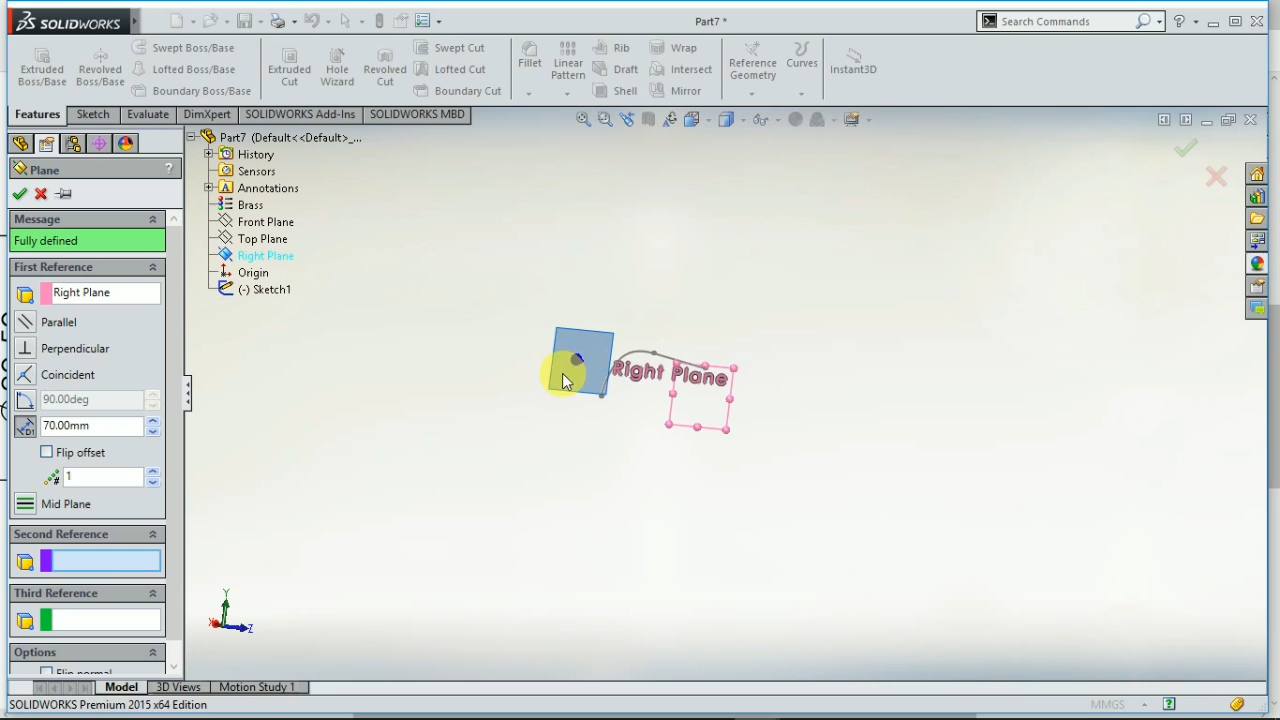 SOLIDWORKS
Part7 *
Search Commands
Extruded Boss/Base
Revolved Boss/Base
Swept Boss/Base
Lofted Boss/Base
Boundary Boss/Base
Extruded Cut
Hole Wizard
Revolved Cut
Swept Cut
Lofted Cut
Boundary Cut
Fillet
Linear Pattern
Rib
Draft
Shell
Wrap
Intersect
Mirror
Reference Geometry
Curves
Instant3D
Features
Sketch
Evaluate
DimXpert
SOLIDWORKS Add-Ins
SOLIDWORKS MBD
Plane
?
Message
Fully defined
First Reference
Right Plane
Parallel
Perpendicular
Coincident
90.00deg
70.00mm
Flip offset
1
Mid Plane
Second Reference
Third Reference
Options
Flip normal
Part7 (Default<<Default>_...
History
Sensors
Annotations
Brass
Front Plane
Top Plane
Right Plane
Origin
(-) Sketch1
Right Plane
Y
X
Z
Model
3D Views
Motion Study 1
SOLIDWORKS Premium 2015 x64 Edition
MMGS